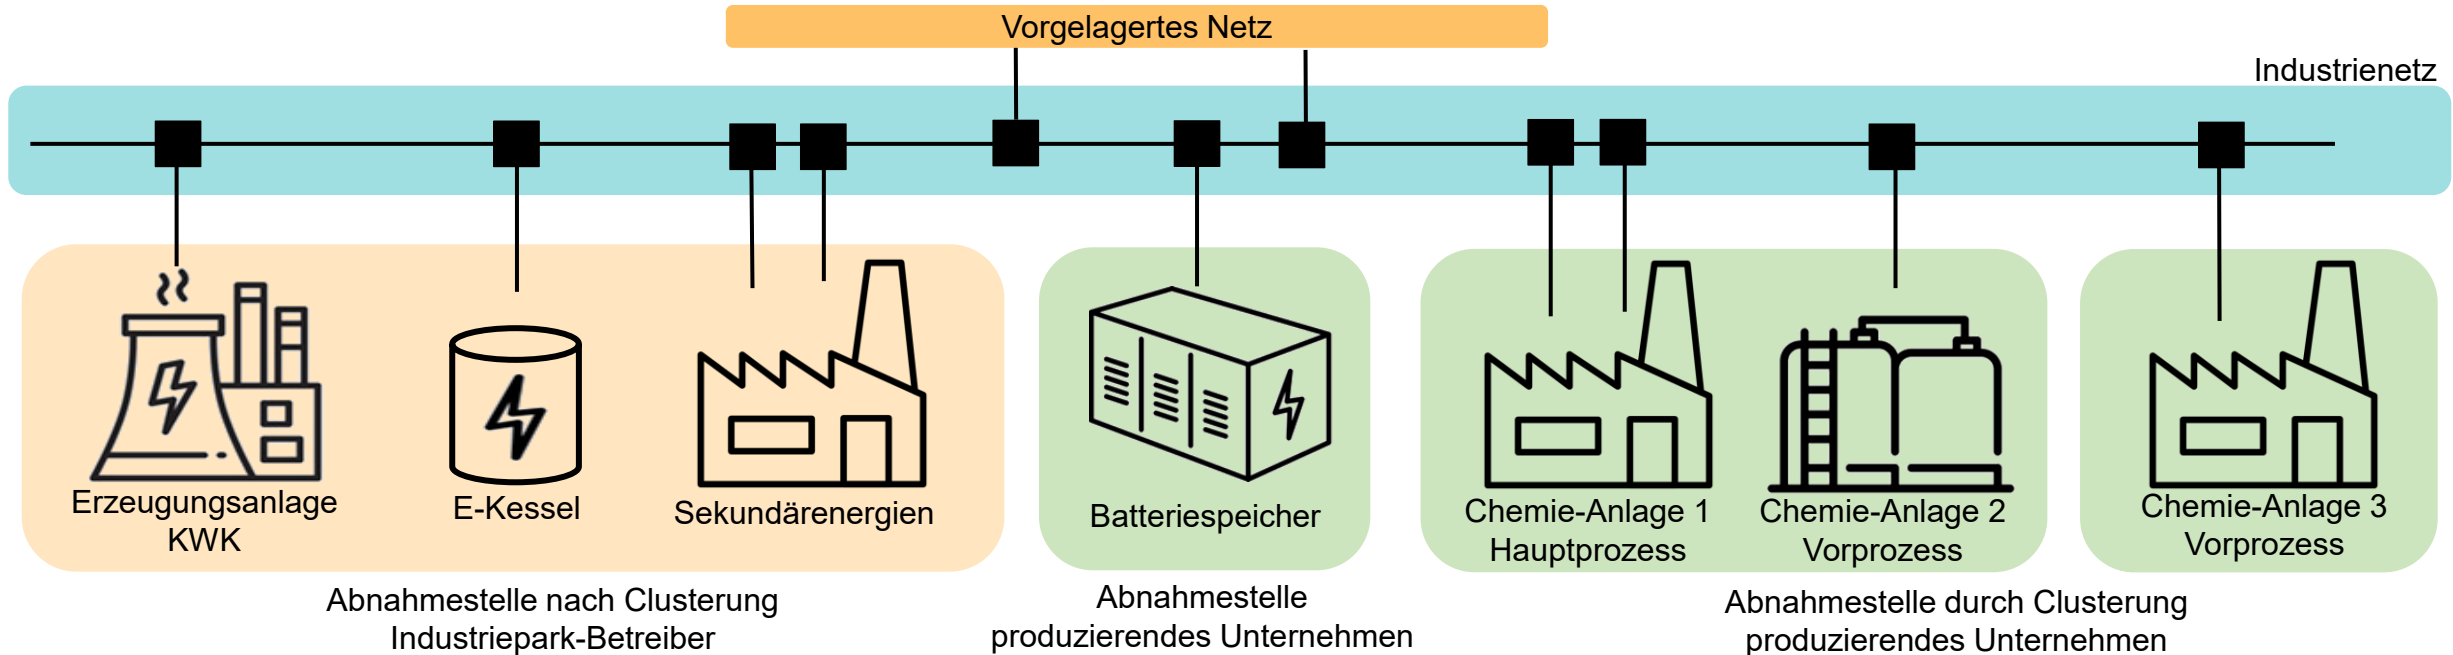 Vorgelagertes Netz
Industrienetz
Erzeugungsanlage
KWK
E-Kessel
Sekundärenergien
Batteriespeicher
Chemie-Anlage 1
Hauptprozess
Chemie-Anlage 2
Vorprozess
Chemie-Anlage 3
Vorprozess
Abnahmestelle nach Clusterung
Industriepark-Betreiber
Abnahmestelle
produzierendes Unternehmen
Abnahmestelle durch Clusterung
produzierendes Unternehmen